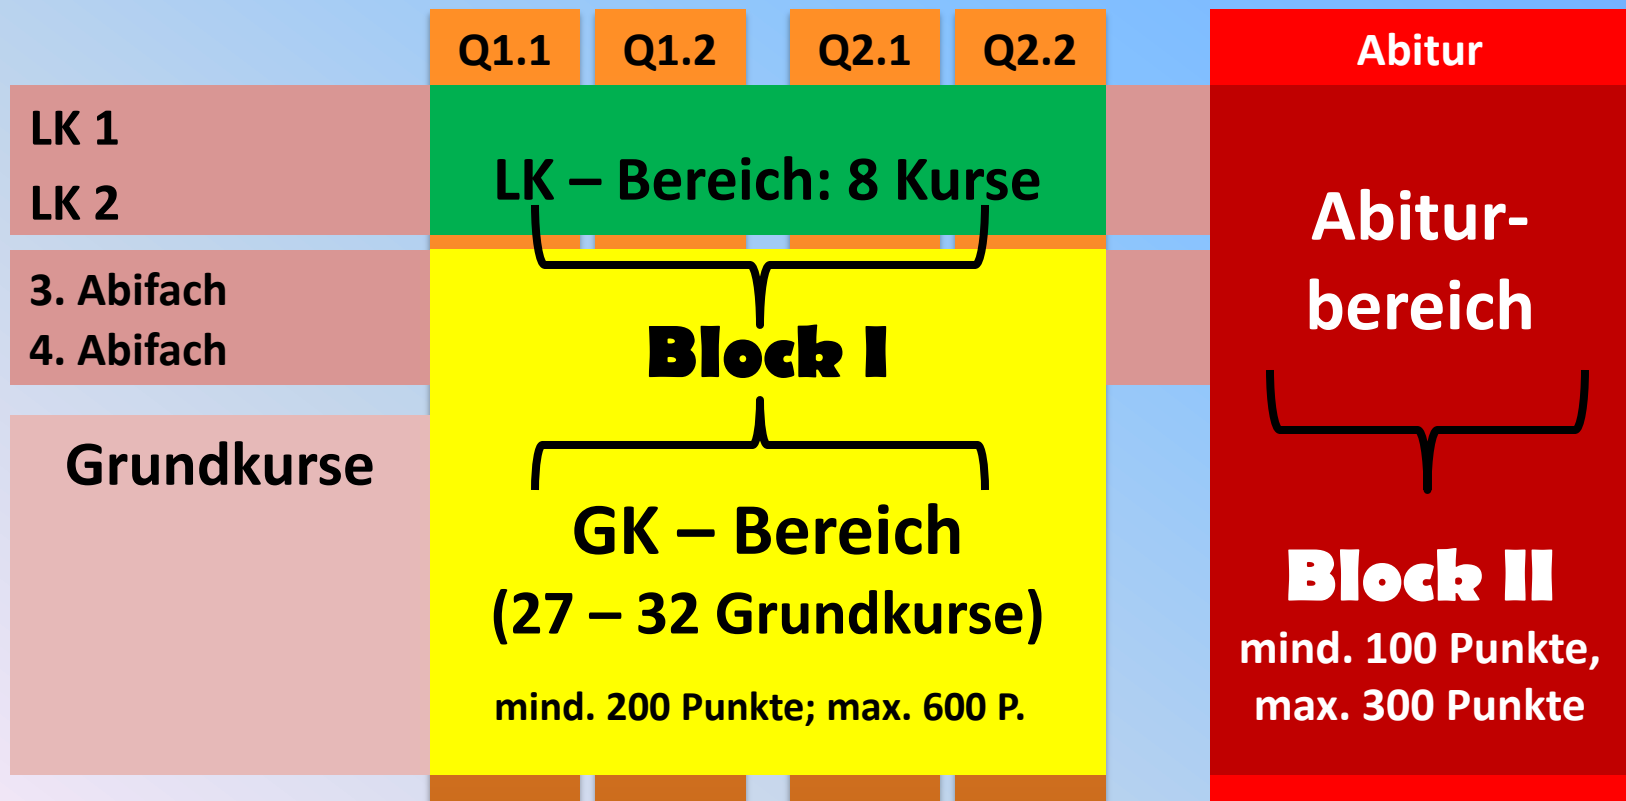 Q1.1 Q1.2 Q2.1 Q2.2 Abitur
LK 1
LK 2
LK – Bereich: 8 Kurse
3. Abifach
4. Abifach
Block I
Grundkurse
GK – Bereich
(27 – 32 Grundkurse)
mind. 200 Punkte; max. 600 P.
Abitur-
bereich
Block II
mind. 100 Punkte,
max. 300 Punkte